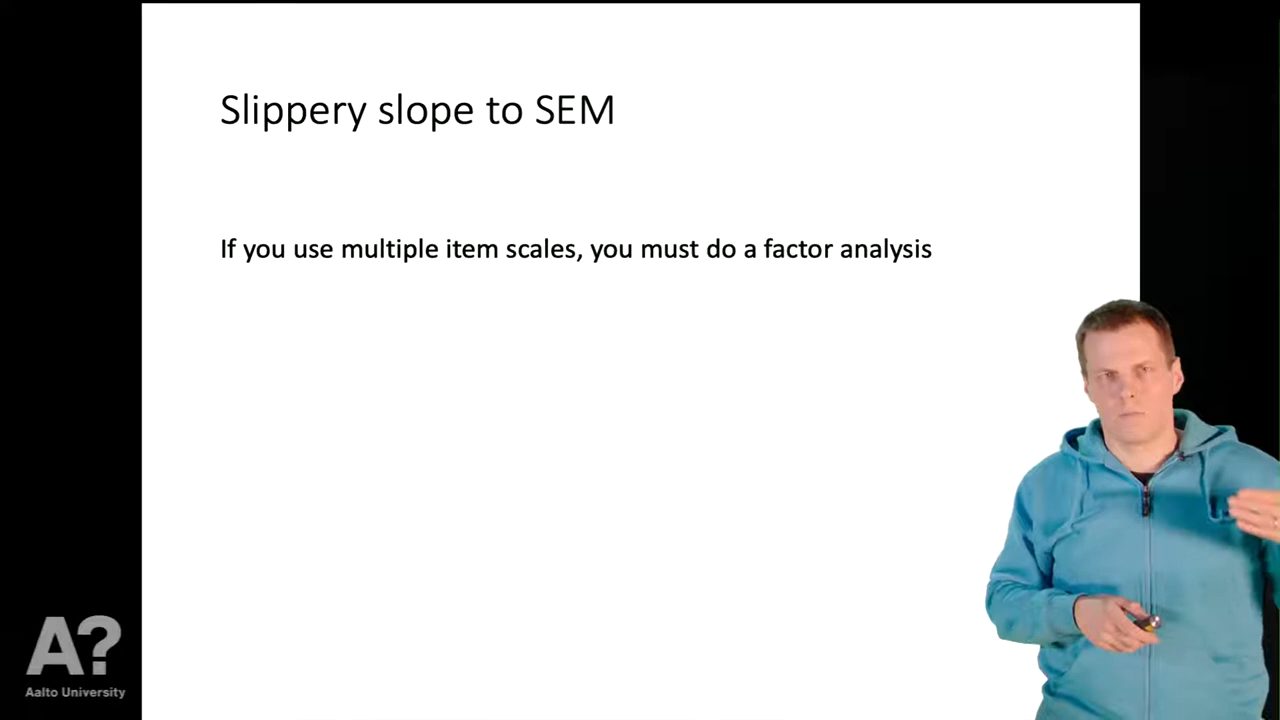 Slippery slope to SEM
If you use multiple item scales, you must do a factor analysis
A?
Aalto University